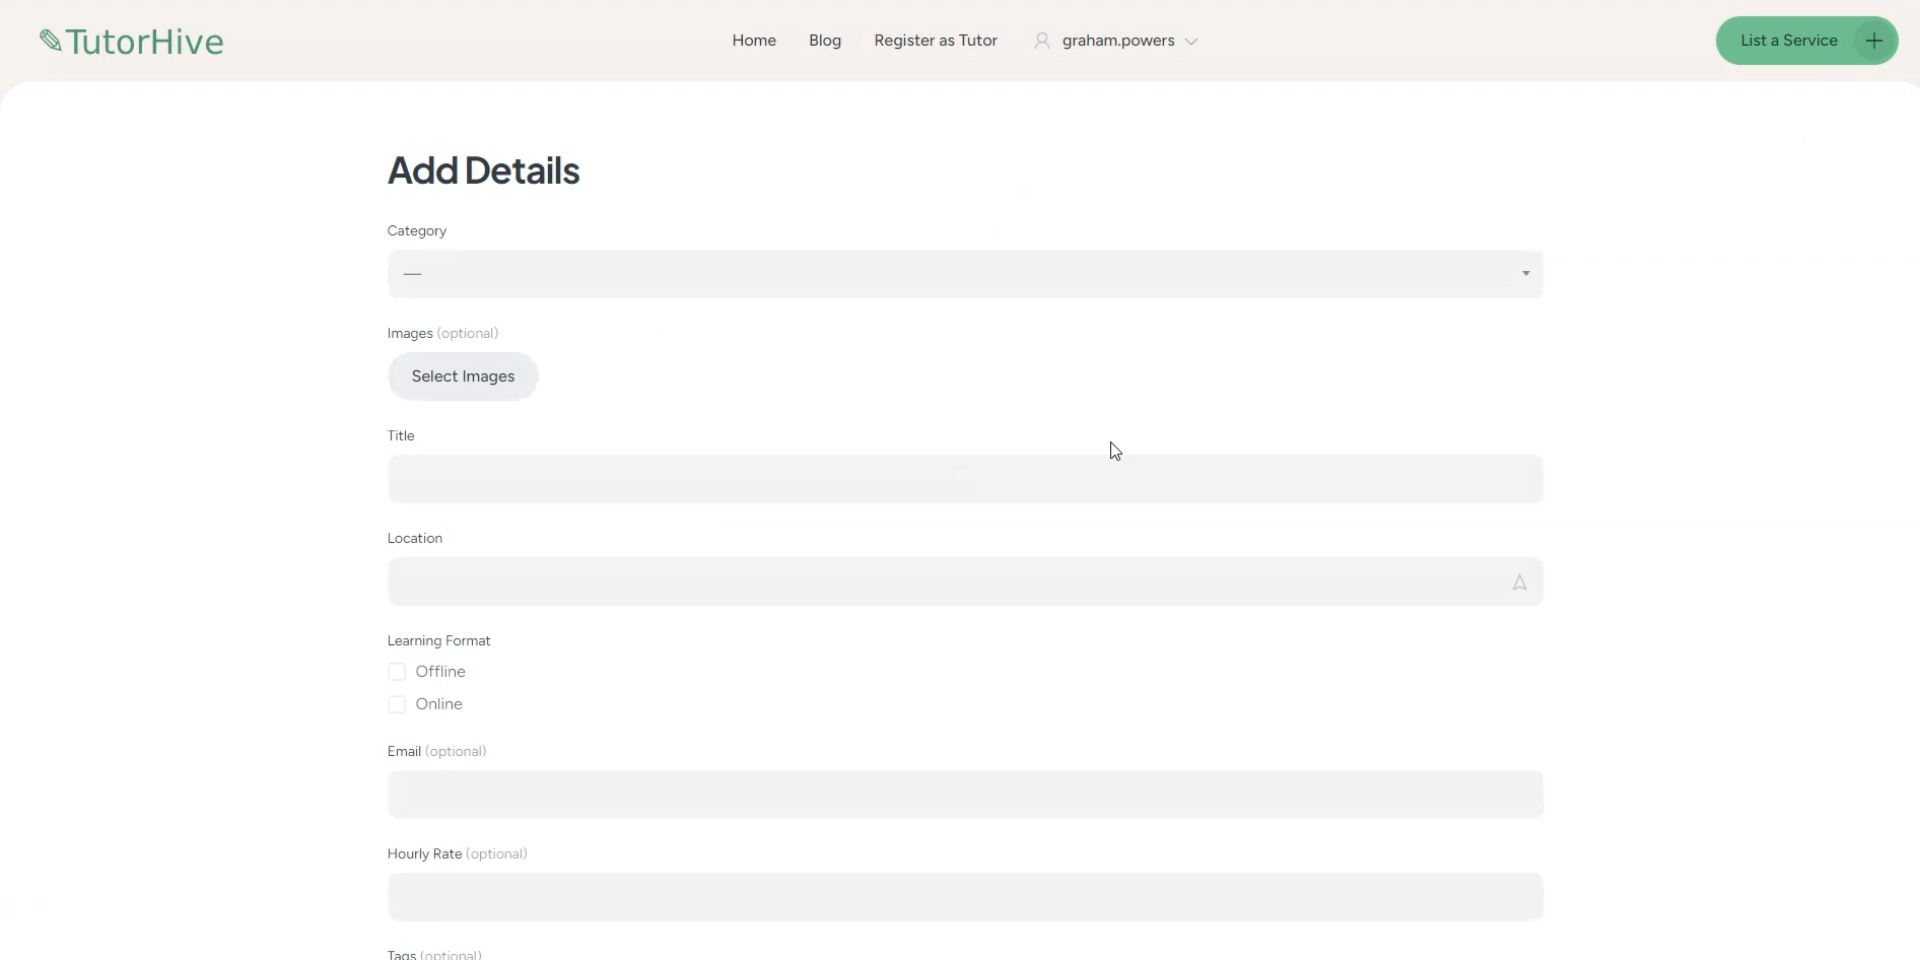 TutorHive
Home
Blog
Register as Tutor
graham.powers
List a Service
Add Details
Category
—
Images (optional)
Select Images
Title
Location
Learning Format
Offline
Online
Email (optional)
Hourly Rate (optional)
Tags (optional)